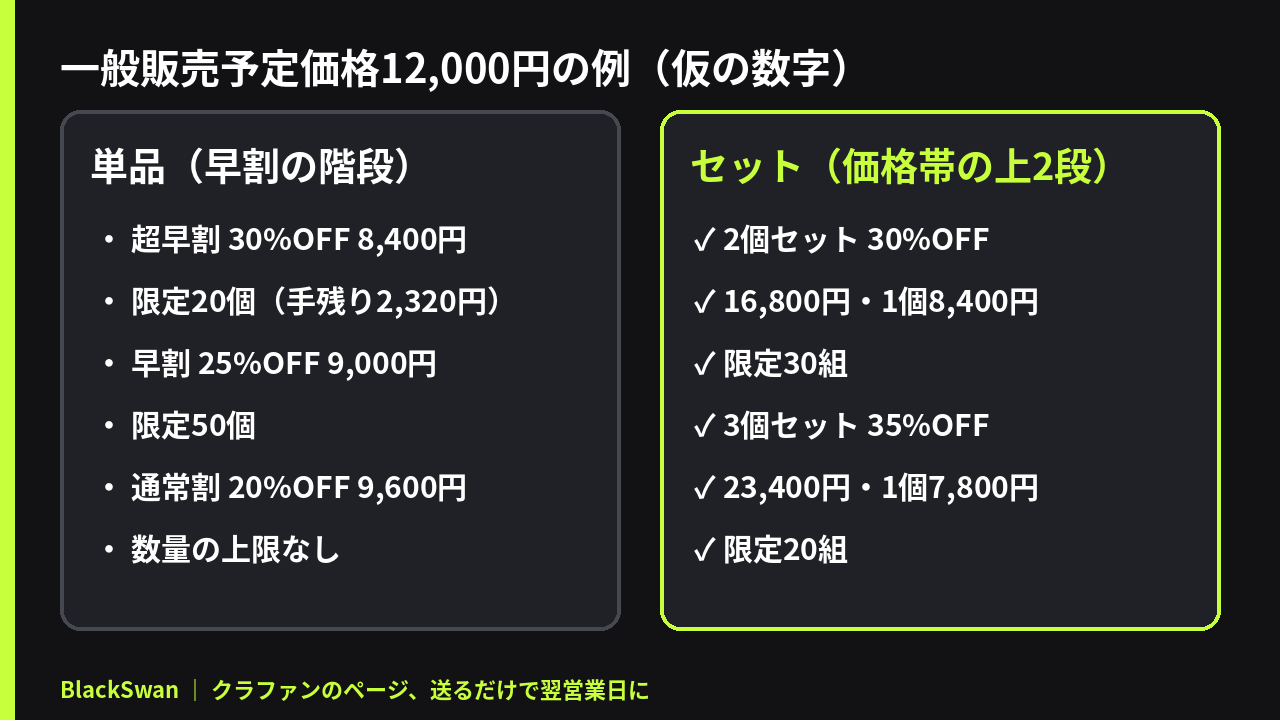 一般販売予定価格12,000円の例（仮の数字）
単品（早割の階段）
・ 超早割 30%OFF 8,400円
・ 限定20個（手残り2,320円）
・ 早割 25%OFF 9,000円
・ 限定50個
・ 通常割 20%OFF 9,600円
・ 数量の上限なし
セット（価格帯の上2段）
✓ 2個セット 30%OFF
✓ 16,800円・1個8,400円
✓ 限定30組
✓ 3個セット 35%OFF
✓ 23,400円・1個7,800円
✓ 限定20組
BlackSwan ｜ クラファンのページ、送るだけで翌営業日に